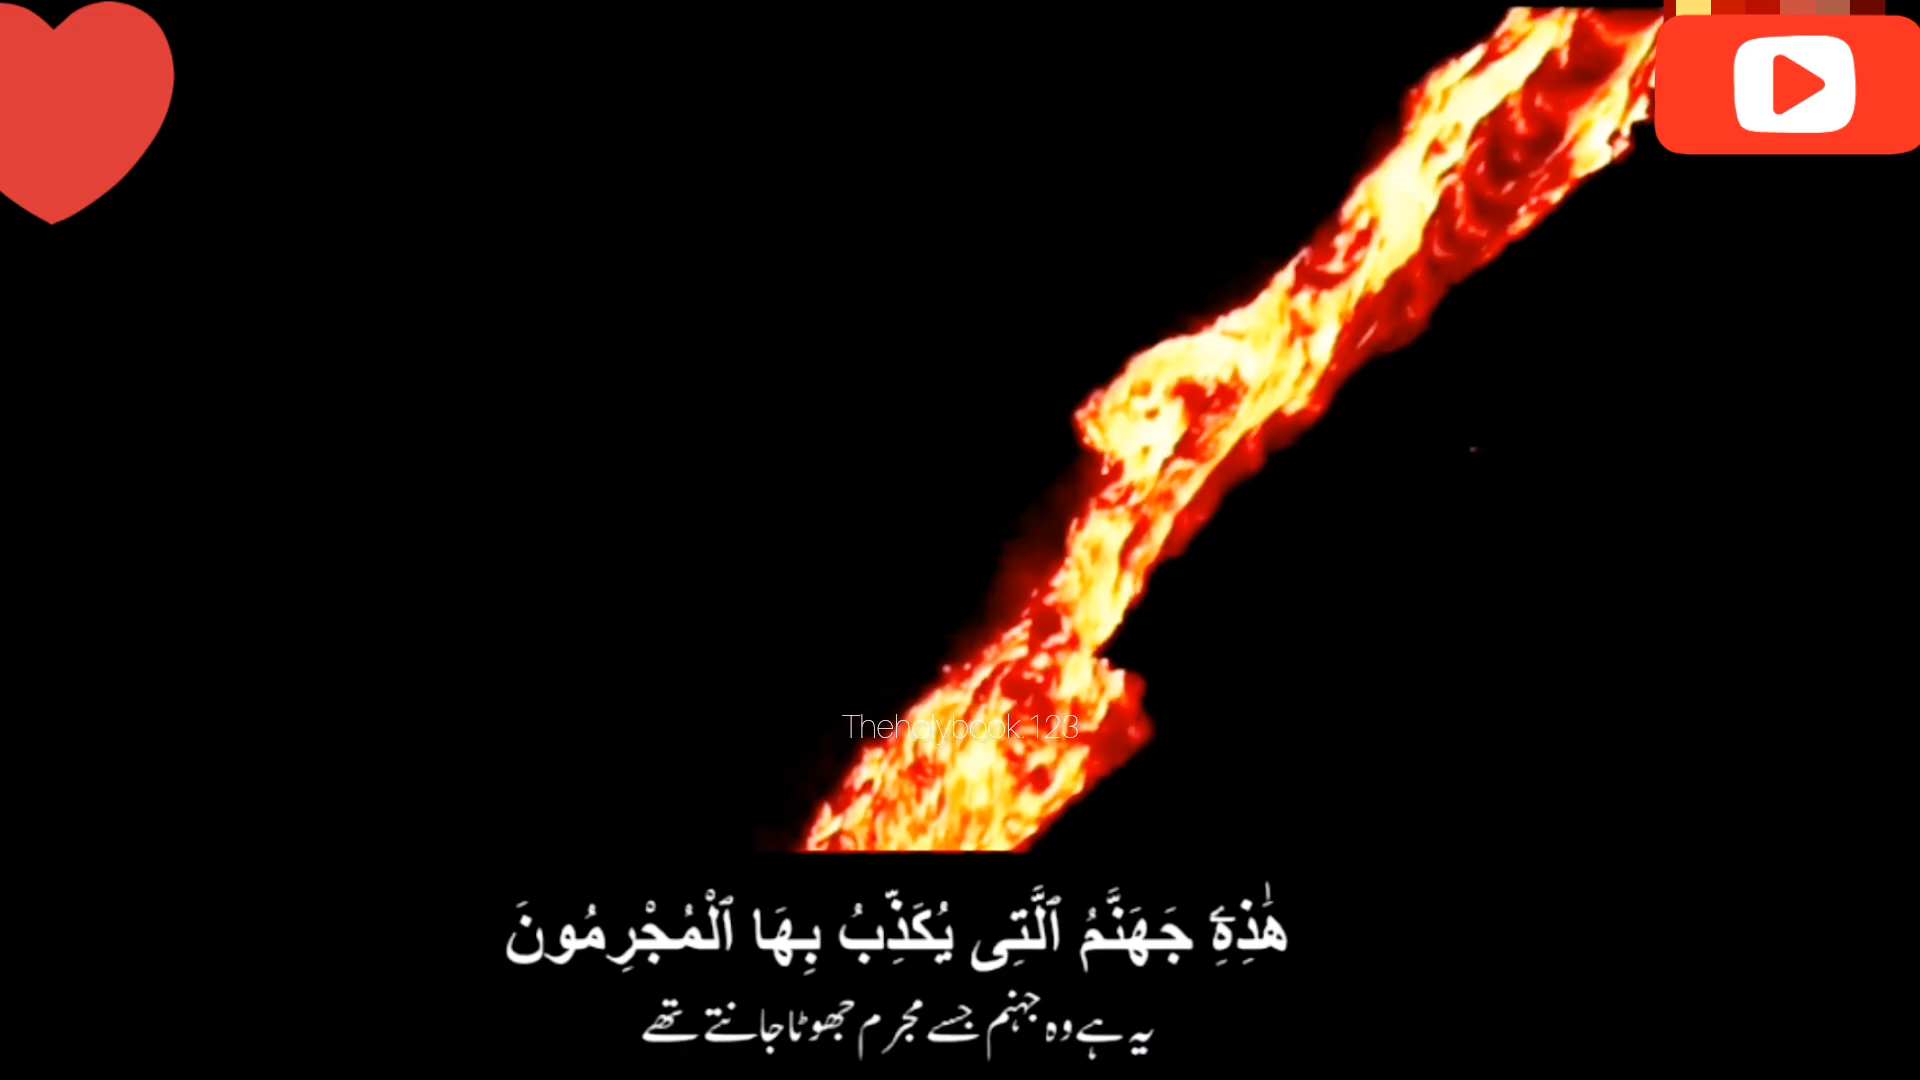 Theholybook.123
هَٰذِهِۦ جَهَنَّمُ ٱلَّتِى يُكَذِّبُ بِهَا ٱلْمُجْرِمُونَ
یہ ہے وہ جہنم جسے مجرم جھوٹا جانتے تھے